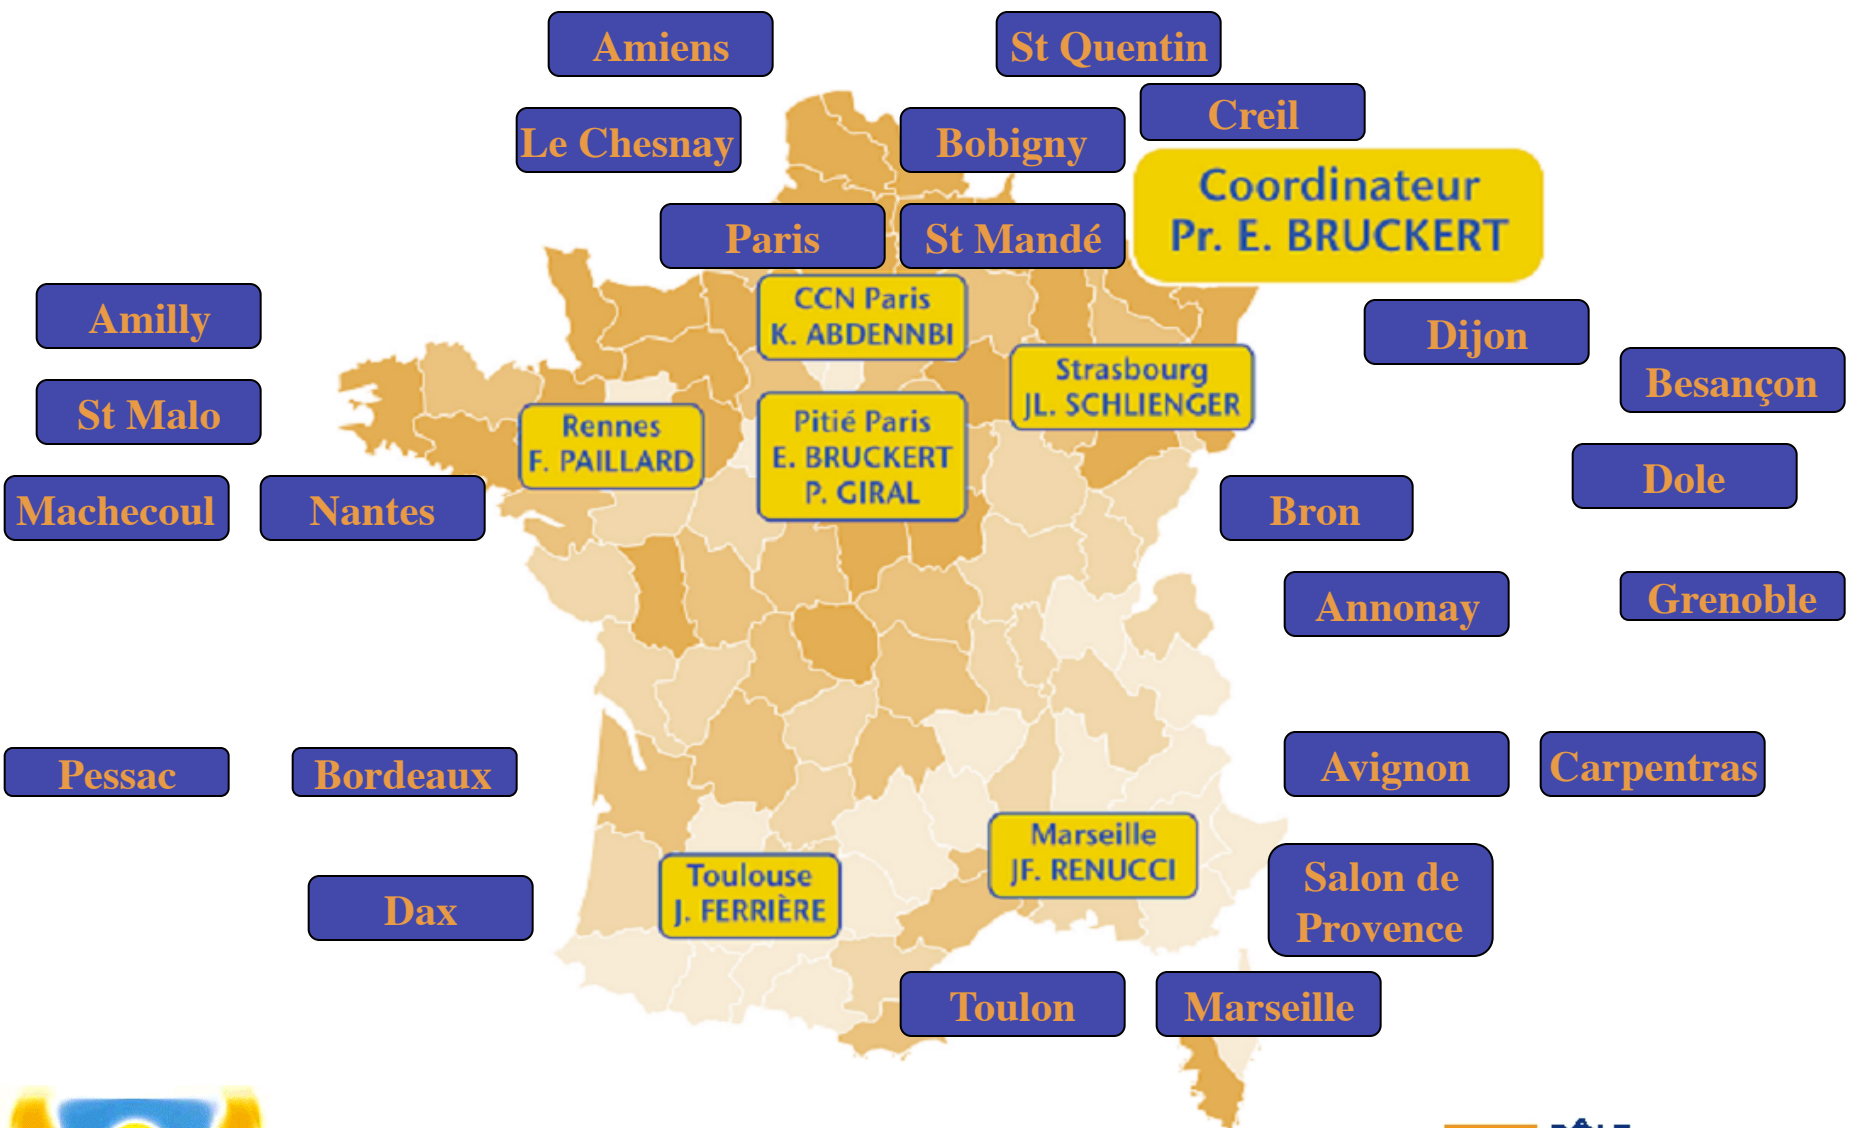 Amiens
St Quentin
Creil
Le Chesnay
Bobigny
Coordinateur
Pr. E. BRUCKERT
Paris
St Mandé
CCN Paris
K. ABDENNBI
Amilly
Dijon
Strasbourg
JL. SCHLIENGER
Besançon
St Malo
Rennes
F. PAILLARD
Pitié Paris
E. BRUCKERT
P. GIRAL
Dole
Machecoul
Nantes
Bron
Annonay
Grenoble
Pessac
Bordeaux
Avignon
Carpentras
Marseille
JF. RENUCCI
Toulouse
J. FERRIÈRE
Dax
Salon de
Provence
Toulon
Marseille